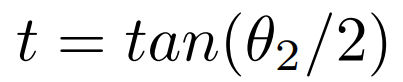 t = tan(θ₂/2)